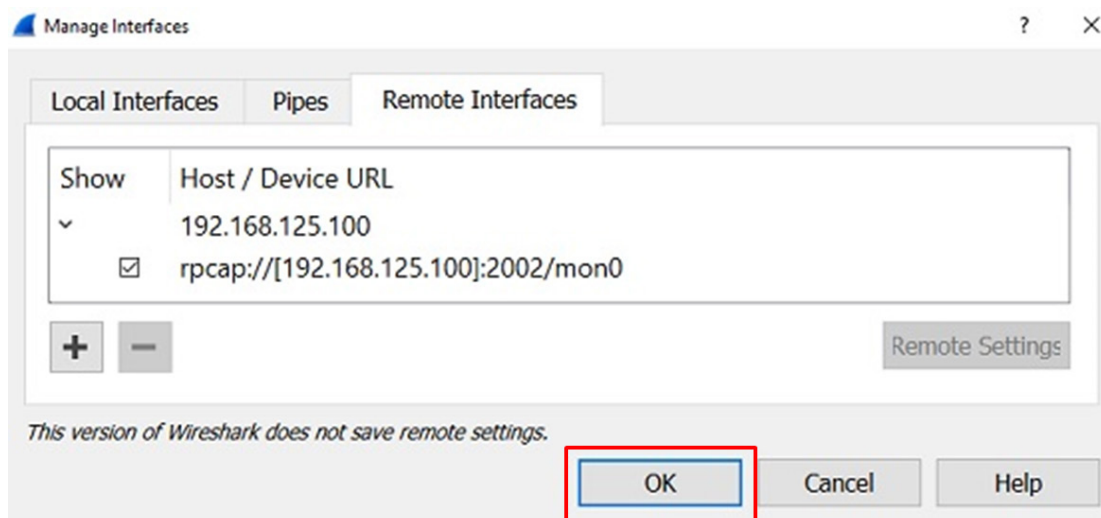 Manage Interfaces ? ×
Local Interfaces Pipes Remote Interfaces
Show Host / Device URL
192.168.125.100
rpcap://[192.168.125.100]:2002/mon0
+ −
Remote Settings
This version of Wireshark does not save remote settings.
OK Cancel Help